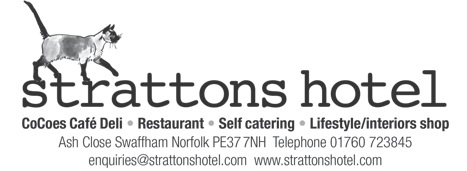 strattons hotel
CoCoes Café Deli • Restaurant • Self catering • Lifestyle/interiors shop
Ash Close Swaffham Norfolk PE37 7NH Telephone 01760 723845
enquiries@strattonshotel.com www.strattonshotel.com